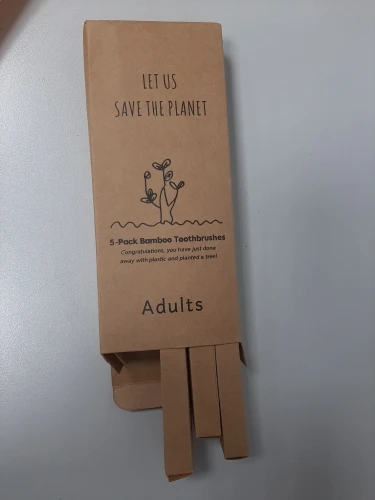 LET US
SAVE THE PLANET
5-Pack Bamboo Toothbrushes
Congratulations, you have just done
away with plastic and planted a tree!
Adults